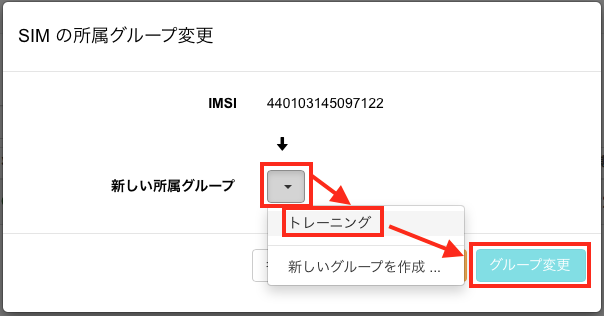 SIM の所属グループ変更
IMSI 440103145097122
新しい所属グループ
トレーニング
新しいグループを作成 ...
グループ変更